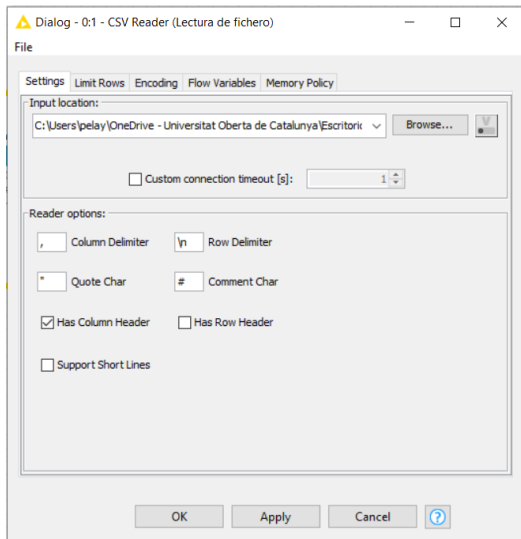 Dialog - 0:1 - CSV Reader (Lectura de fichero)
File
Settings Limit Rows Encoding Flow Variables Memory Policy
Input location:
C:\Users\pelay\OneDrive - Universitat Oberta de Catalunya\Escritoric Browse... V
Custom connection timeout [s]: 1
Reader options:
, Column Delimiter \n Row Delimiter
" Quote Char # Comment Char
Has Column Header Has Row Header
Support Short Lines
OK Apply Cancel ?